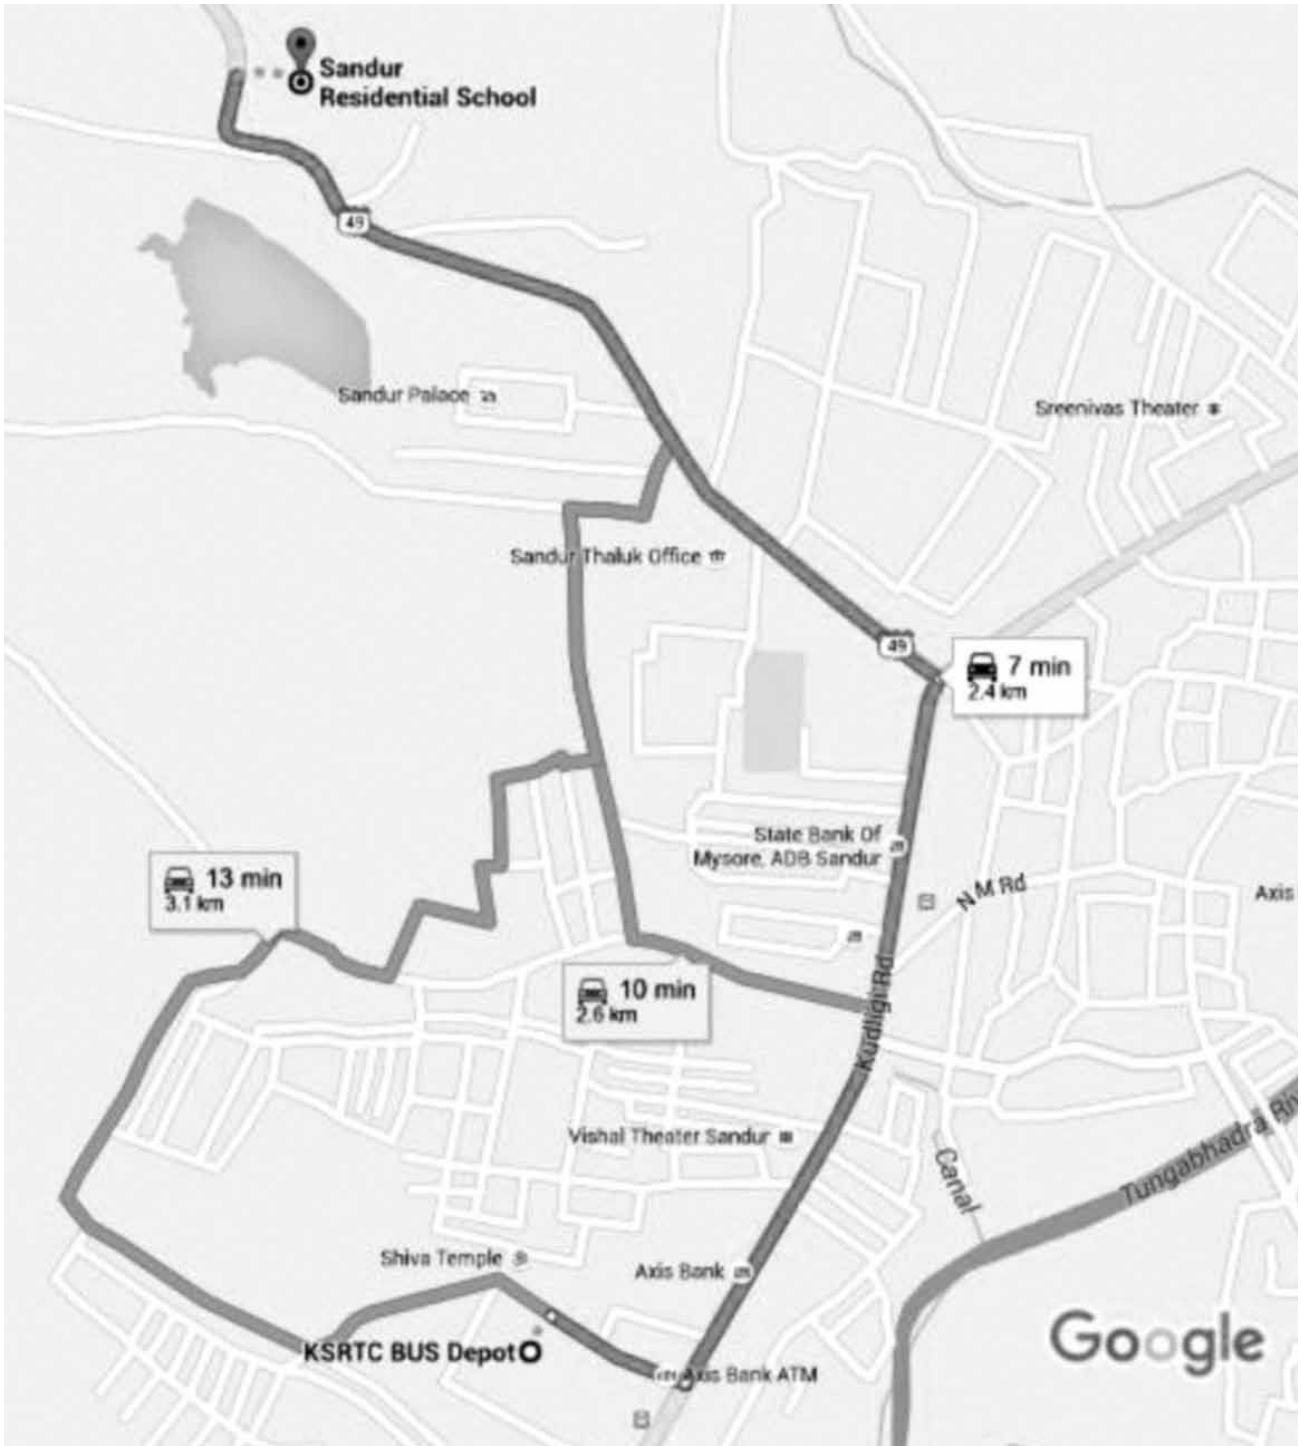 Sandur
Residential School
49
Sandur Palace
Sreenivas Theater
Sandur Thaluk Office
49
7 min
2.4 km
State Bank Of
Mysore, ADB Sandur
13 min
3.1 km
N M Rd
Axis
10 min
2.6 km
Kudligi Rd
Vishal Theater Sandur
Canal
Tungabhadra Riv
Shiva Temple
Axis Bank
Google
KSRTC BUS Depot
Axis Bank ATM